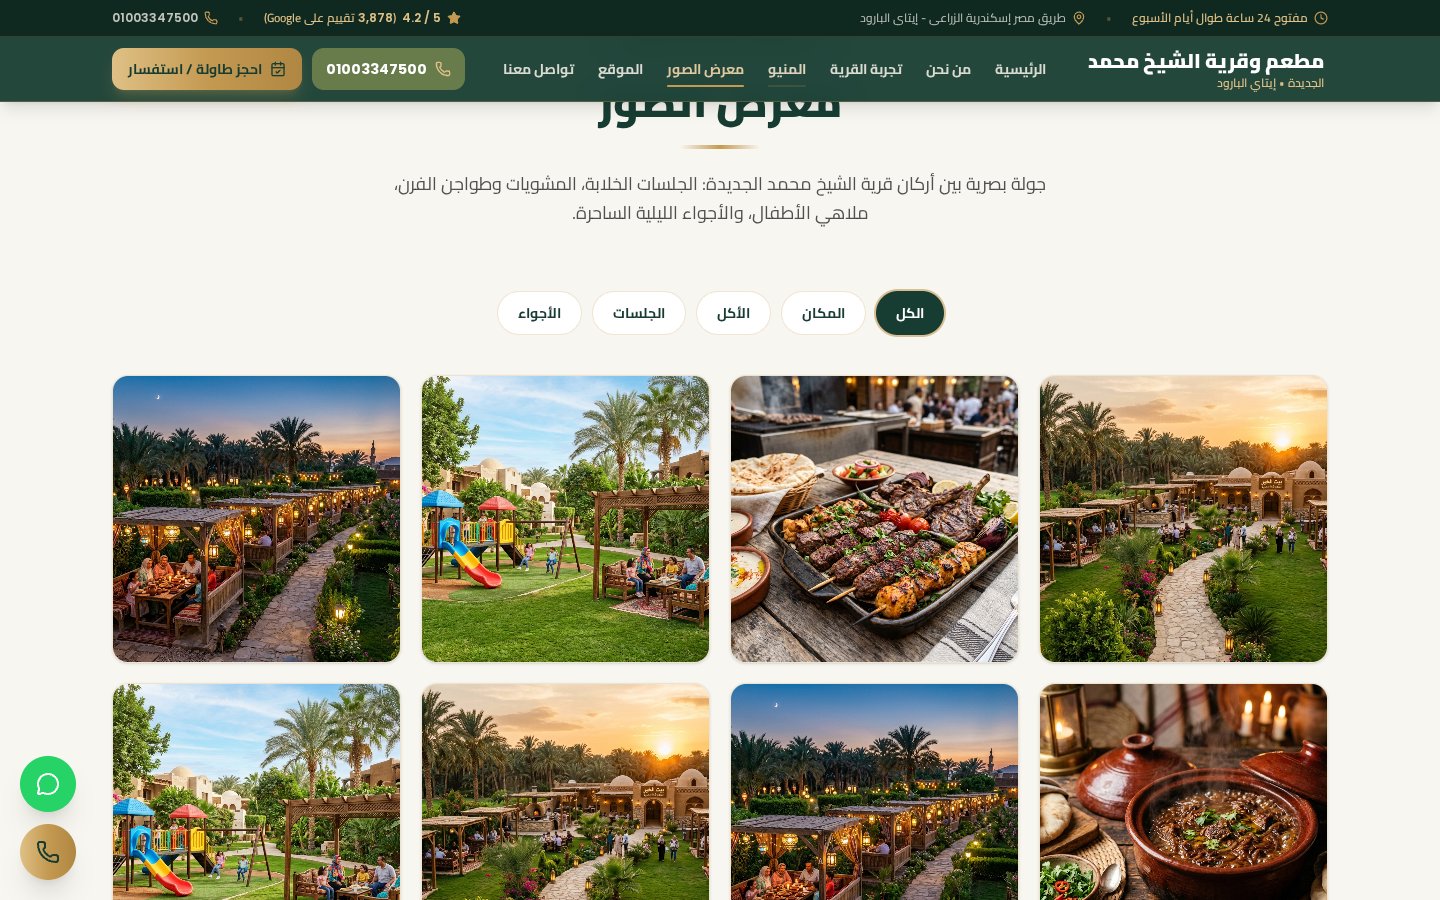 مفتوح 24 ساعة طوال أيام الأسبوع • طريق مصر إسكندرية الزراعي - إيتاي البارود
4.2 / 5 (3,878 تقييم على Google) • 01003347500
مطعم وقرية الشيخ محمد
الجديدة • إيتاي البارود
الرئيسية من نحن تجربة القرية المنيو معرض الصور الموقع تواصل معنا
01003347500
احجز طاولة / استفسار
معرض الصور
جولة بصرية بين أركان قرية الشيخ محمد الجديدة: الجلسات الخلابة، المشويات وطواجن الفرن،
ملاهي الأطفال، والأجواء الليلية الساحرة.
الكل المكان الأكل الجلسات الأجواء